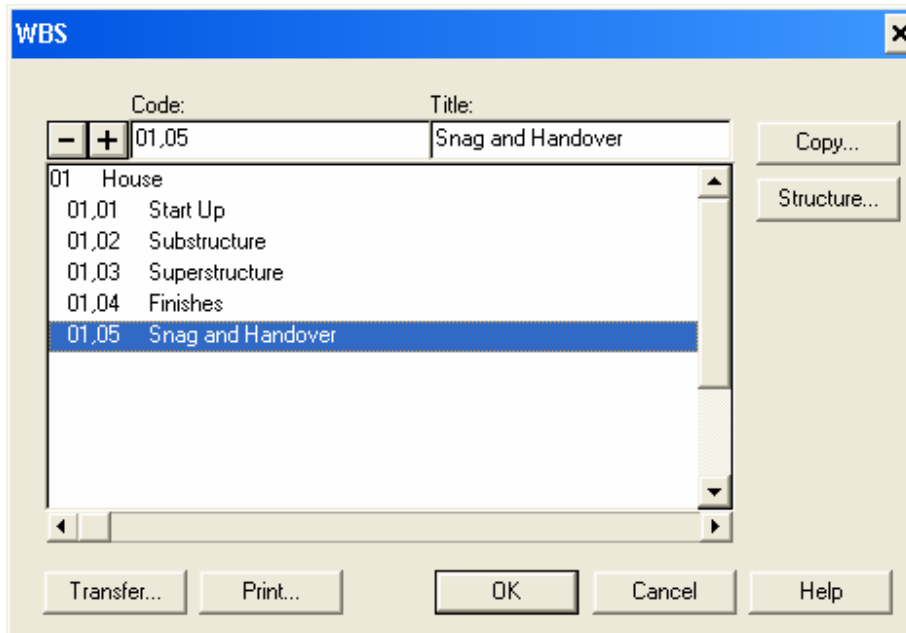 WBS
Code: Title:
01,05 Snag and Handover
Copy...
01 House
Structure...
01,01 Start Up
01,02 Substructure
01,03 Superstructure
01,04 Finishes
01,05 Snag and Handover
Transfer... Print... OK Cancel Help